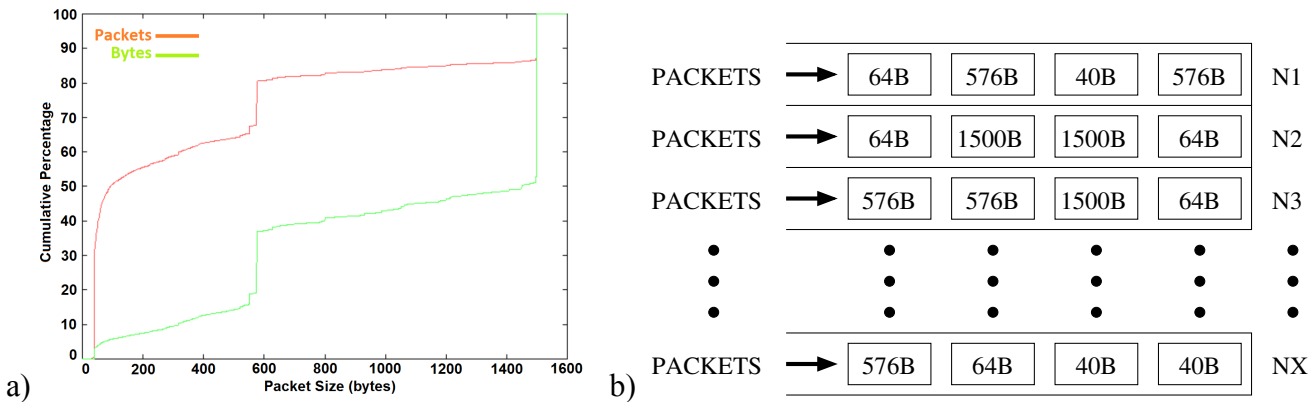 100
90
80
70
60
50
40
30
20
10
0
Cumulative Percentage
Packets
Bytes
0 200 400 600 800 1000 1200 1400 1600
Packet Size (bytes)
a)
PACKETS 64B 576B 40B 576B N1
PACKETS 64B 1500B 1500B 64B N2
PACKETS 576B 576B 1500B 64B N3
PACKETS 576B 64B 40B 40B NX
b)